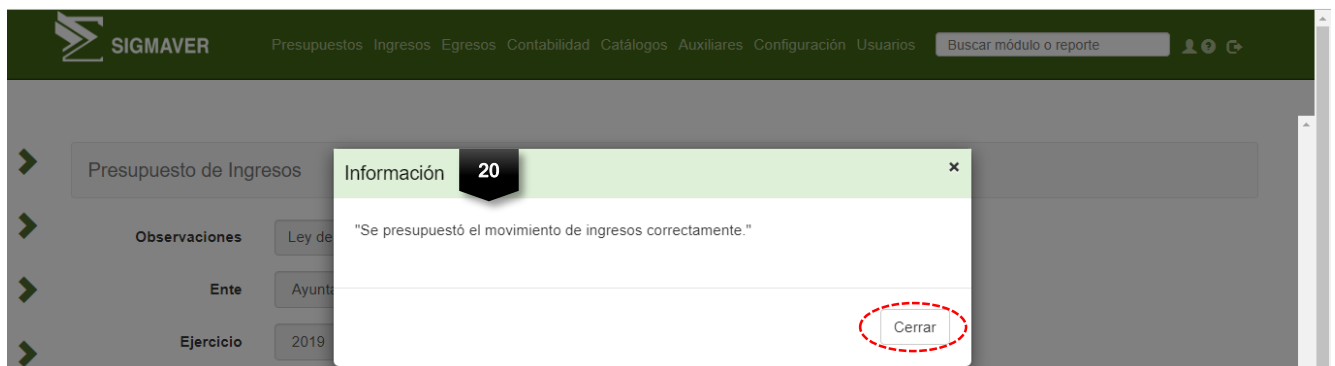 SIGMAVER
Presupuestos Ingresos Egresos Contabilidad Catálogos Auxiliares Configuración Usuarios
Buscar módulo o reporte
Presupuesto de Ingresos
Información
20
×
Observaciones
Ley de
"Se presupuestó el movimiento de ingresos correctamente."
Ente
Ayunta
Ejercicio
2019
Cerrar